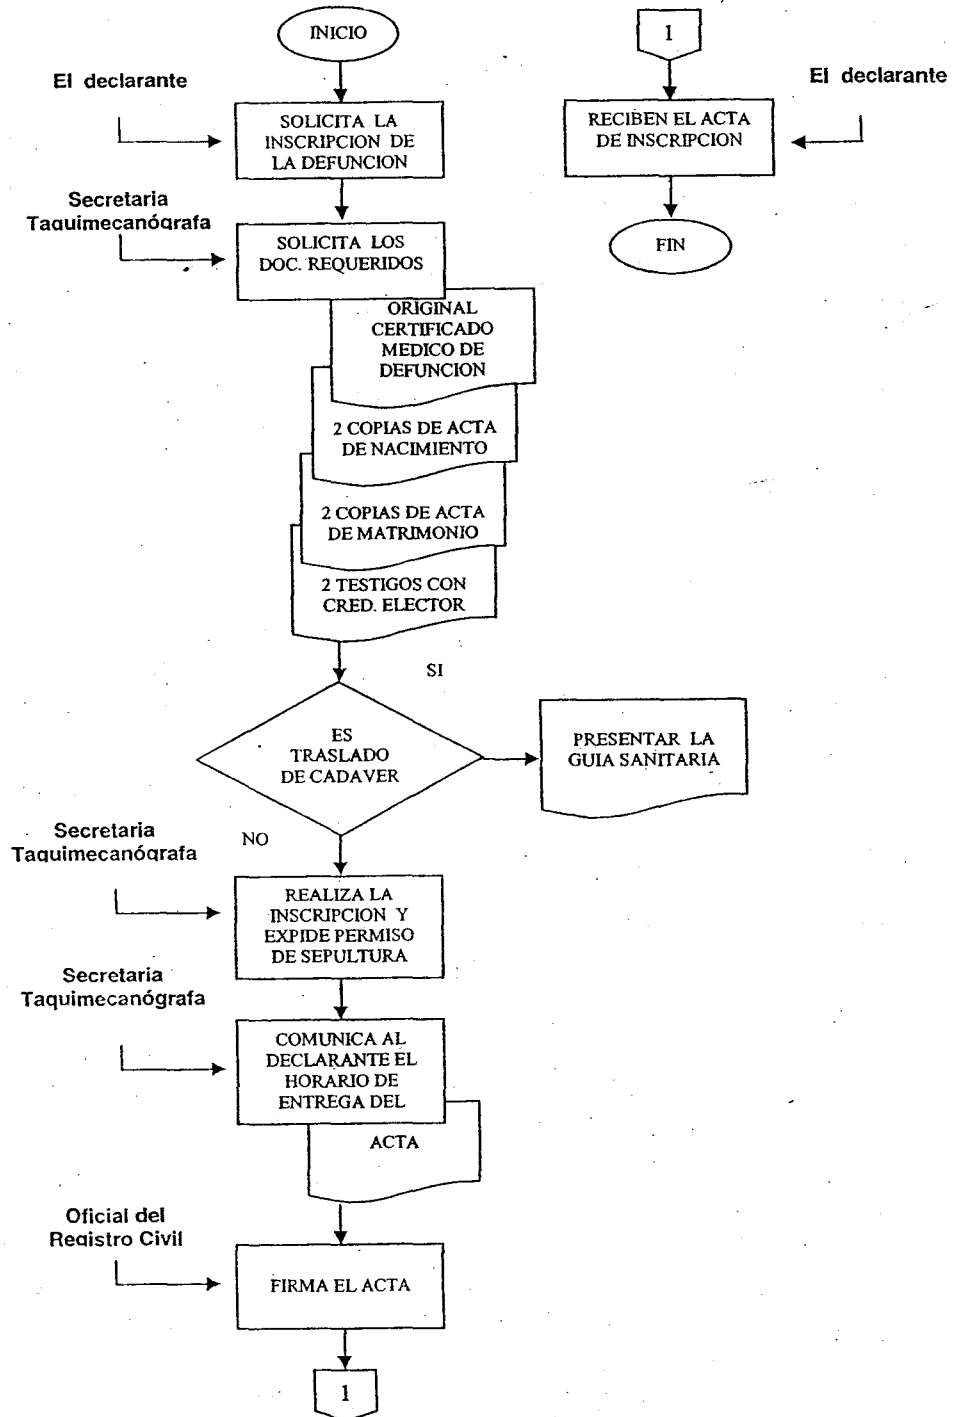 INICIO
El declarante
SOLICITA LA
INSCRIPCION DE
LA DEFUNCION
Secretaria
Taquimecanógrafa
SOLICITA LOS
DOC. REQUERIDOS
ORIGINAL
CERTIFICADO
MEDICO DE
DEFUNCION
2 COPIAS DE ACTA
DE NACIMIENTO
2 COPIAS DE ACTA
DE MATRIMONIO
2 TESTIGOS CON
CRED. ELECTOR
SI
ES
TRASLADO
DE CADAVER
PRESENTAR LA
GUIA SANITARIA
NO
Secretaria
Taquimecanógrafa
REALIZA LA
INSCRIPCION Y
EXPIDE PERMISO
DE SEPULTURA
Secretaria
Taquimecanógrafa
COMUNICA AL
DECLARANTE EL
HORARIO DE
ENTREGA DEL
ACTA
Oficial del
Registro Civil
FIRMA EL ACTA
1
1
El declarante
RECIBEN EL ACTA
DE INSCRIPCION
FIN